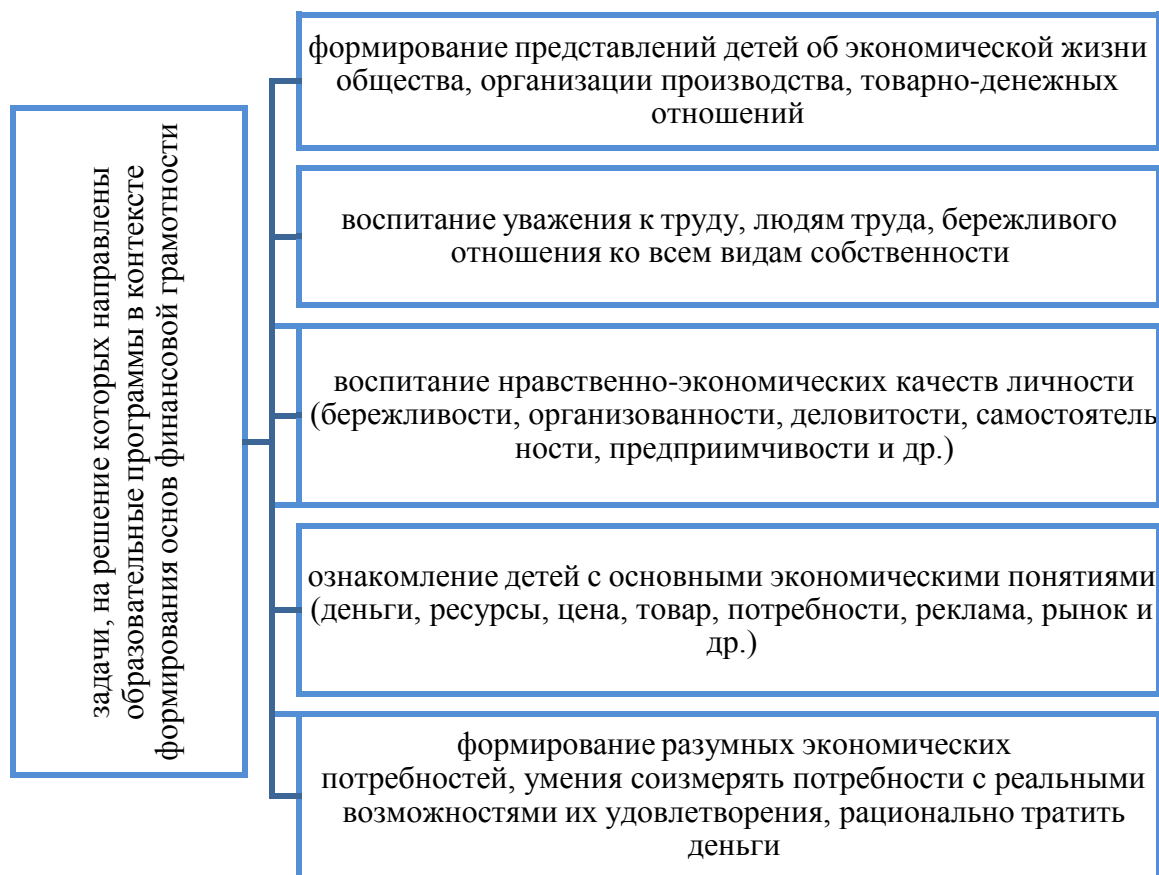 задачи, на решение которых направлены
образовательные программы в контексте
формирования основ финансовой грамотности
формирование представлений детей об экономической жизни
общества, организации производства, товарно-денежных
отношений
воспитание уважения к труду, людям труда, бережливого
отношения ко всем видам собственности
воспитание нравственно-экономических качеств личности
(бережливости, организованности, деловитости, самостоятель
ности, предприимчивости и др.)
ознакомление детей с основными экономическими понятиями
(деньги, ресурсы, цена, товар, потребности, реклама, рынок и
др.)
формирование разумных экономических
потребностей, умения соизмерять потребности с реальными
возможностями их удовлетворения, рационально тратить
деньги